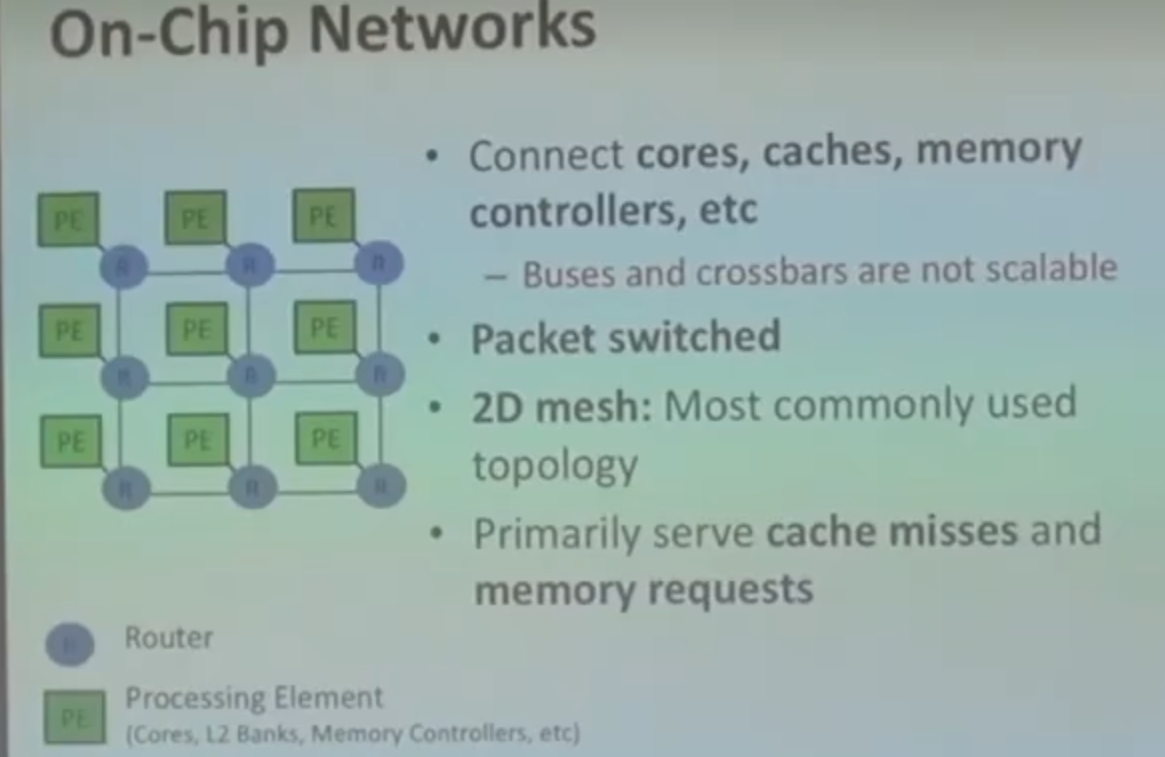 On-Chip Networks
• Connect cores, caches, memory
controllers, etc
– Buses and crossbars are not scalable
• Packet switched
• 2D mesh: Most commonly used
topology
• Primarily serve cache misses and
memory requests
PE PE PE
R R R
PE PE PE
R R R
PE PE PE
R R R
R Router
PE Processing Element
(Cores, L2 Banks, Memory Controllers, etc)